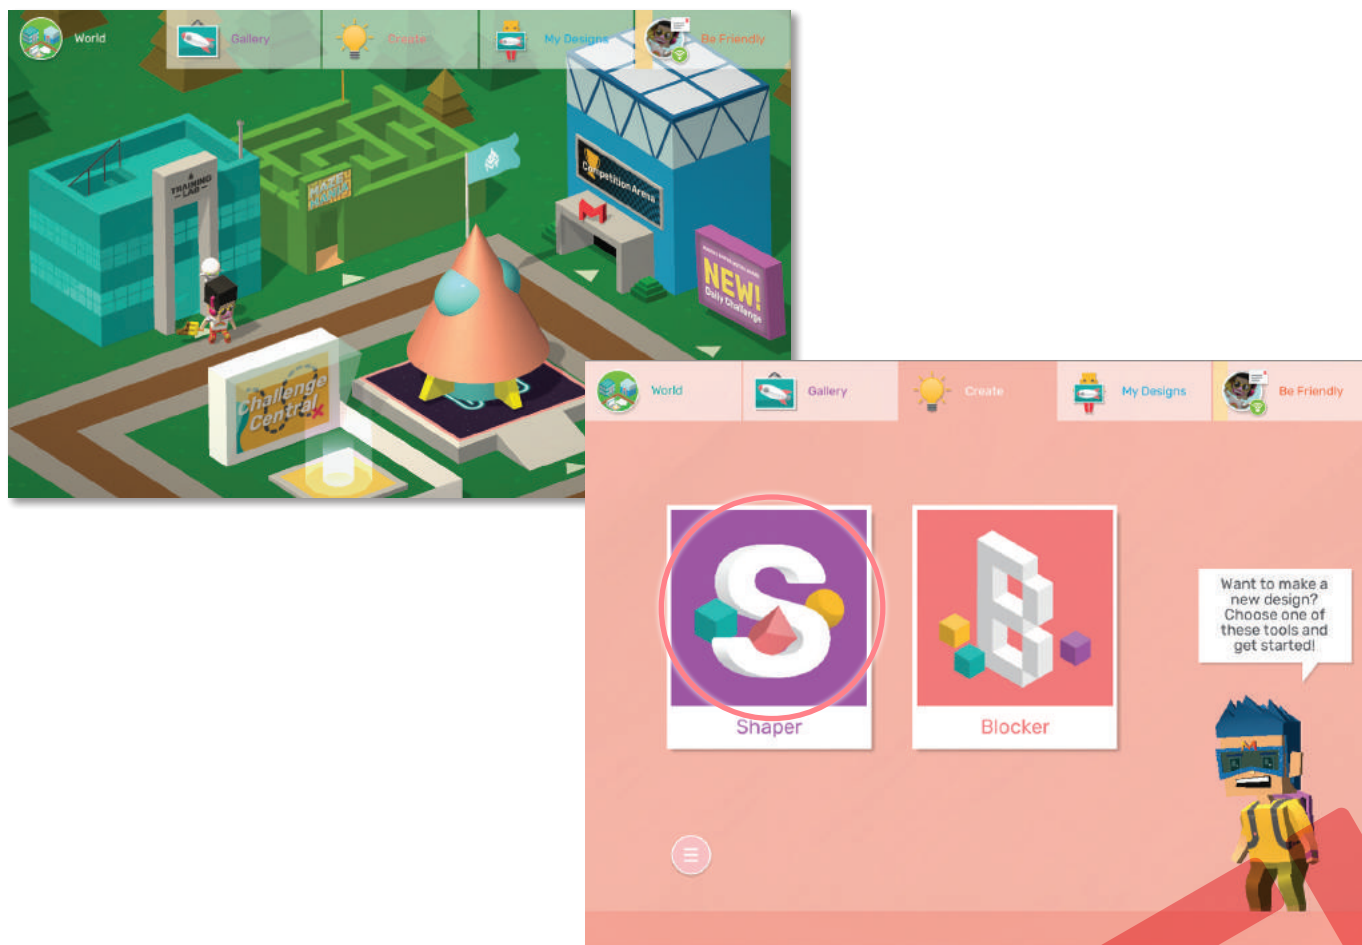 World
Gallery
Create
My Designs
Be Friendly
TRAINING
LAB
Competition Arena
M
NEW!
Daily Challenge
Challenge
Central
World
Gallery
Create
My Designs
Be Friendly
Want to make a
new design?
Choose one of
these tools and
get started!
S
B
Shaper
Blocker
M